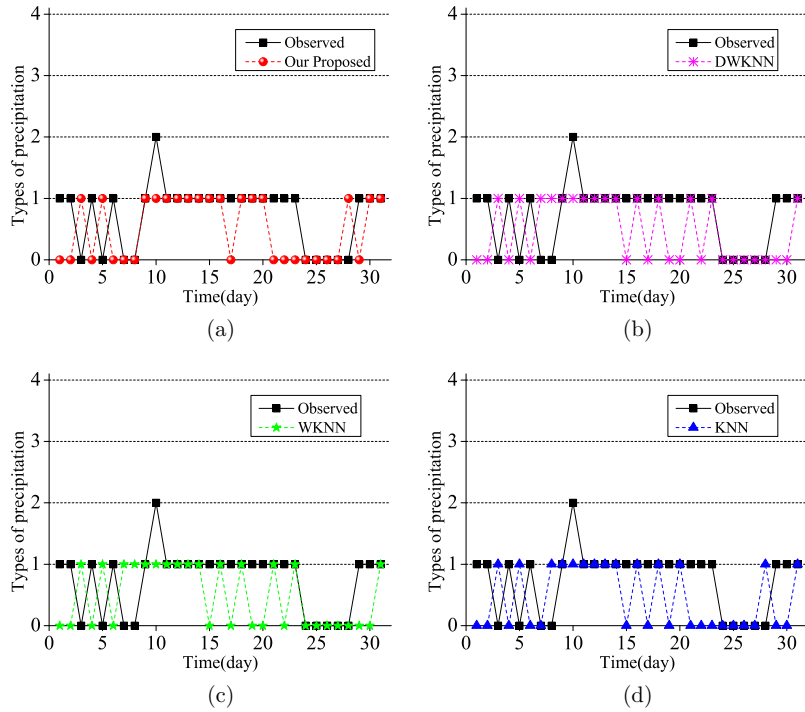 4
3
2
1
0
Types of precipitation
Observed
Our Proposed
0 5 10 15 20 25 30
Time(day)
(a)
4
3
2
1
0
Types of precipitation
Observed
DWKNN
0 5 10 15 20 25 30
Time(day)
(b)
4
3
2
1
0
Types of precipitation
Observed
WKNN
0 5 10 15 20 25 30
Time(day)
(c)
4
3
2
1
0
Types of precipitation
Observed
KNN
0 5 10 15 20 25 30
Time(day)
(d)